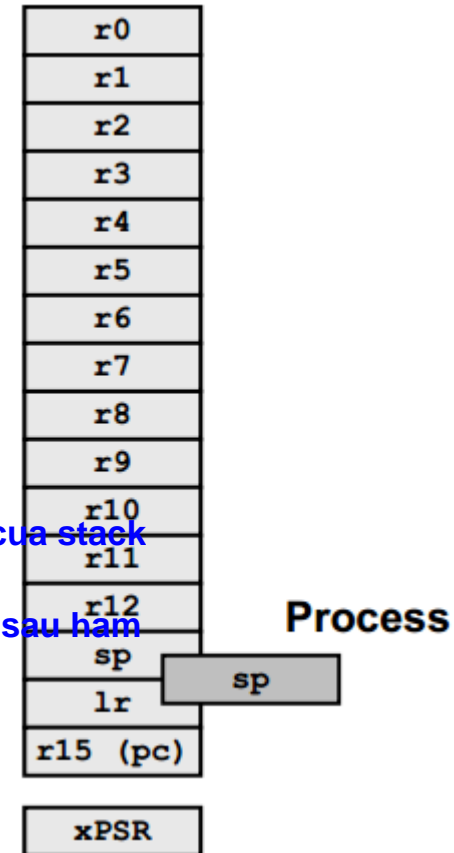 r0
r1
r2
r3
r4
r5
r6
r7
r8
r9
r10
cua stack
r11
r12
sau ham
Process
sp
sp
lr
r15 (pc)
xPSR